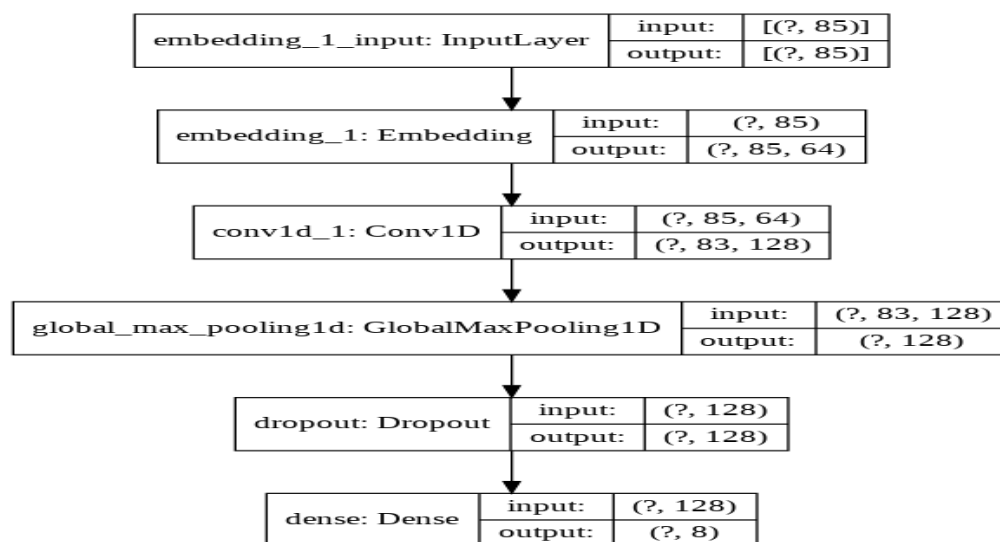 embedding_1_input: InputLayer
input: [(?, 85)]
output: [(?, 85)]
embedding_1: Embedding
input: (?, 85)
output: (?, 85, 64)
conv1d_1: Conv1D
input: (?, 85, 64)
output: (?, 83, 128)
global_max_pooling1d: GlobalMaxPooling1D
input: (?, 83, 128)
output: (?, 128)
dropout: Dropout
input: (?, 128)
output: (?, 128)
dense: Dense
input: (?, 128)
output: (?, 8)